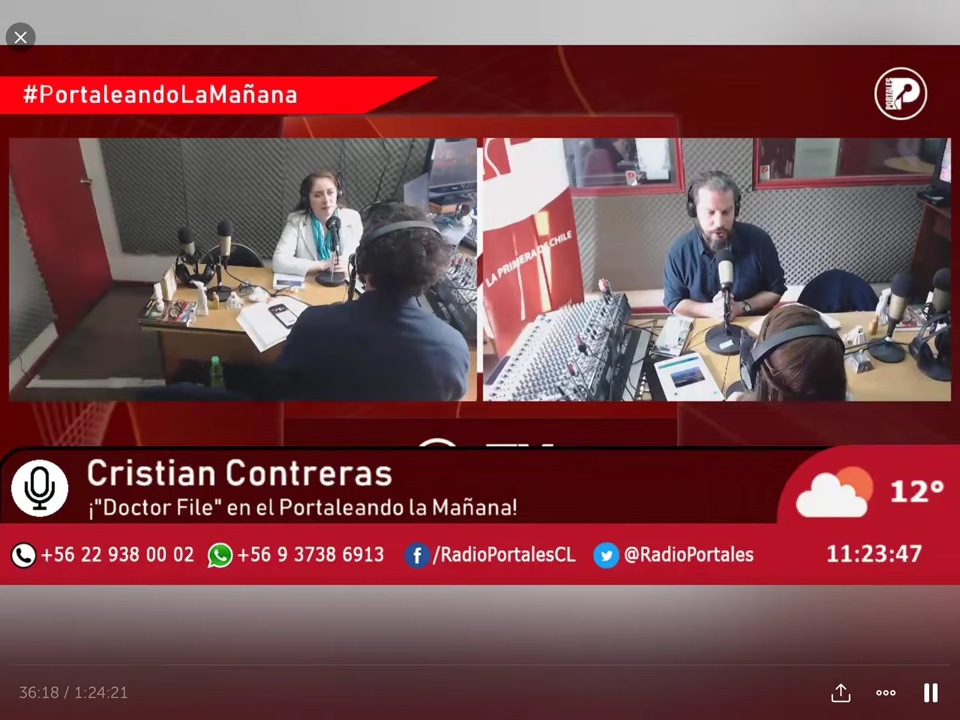 #PortaleandoLaMañana
PORTALES
LA PRIMERA DE CHILE
Cristian Contreras
¡"Doctor File" en el Portaleando la Mañana!
12°
+56 22 938 00 02
+56 9 3738 6913
/RadioPortalesCL
@RadioPortales
11:23:47
36:18 / 1:24:21